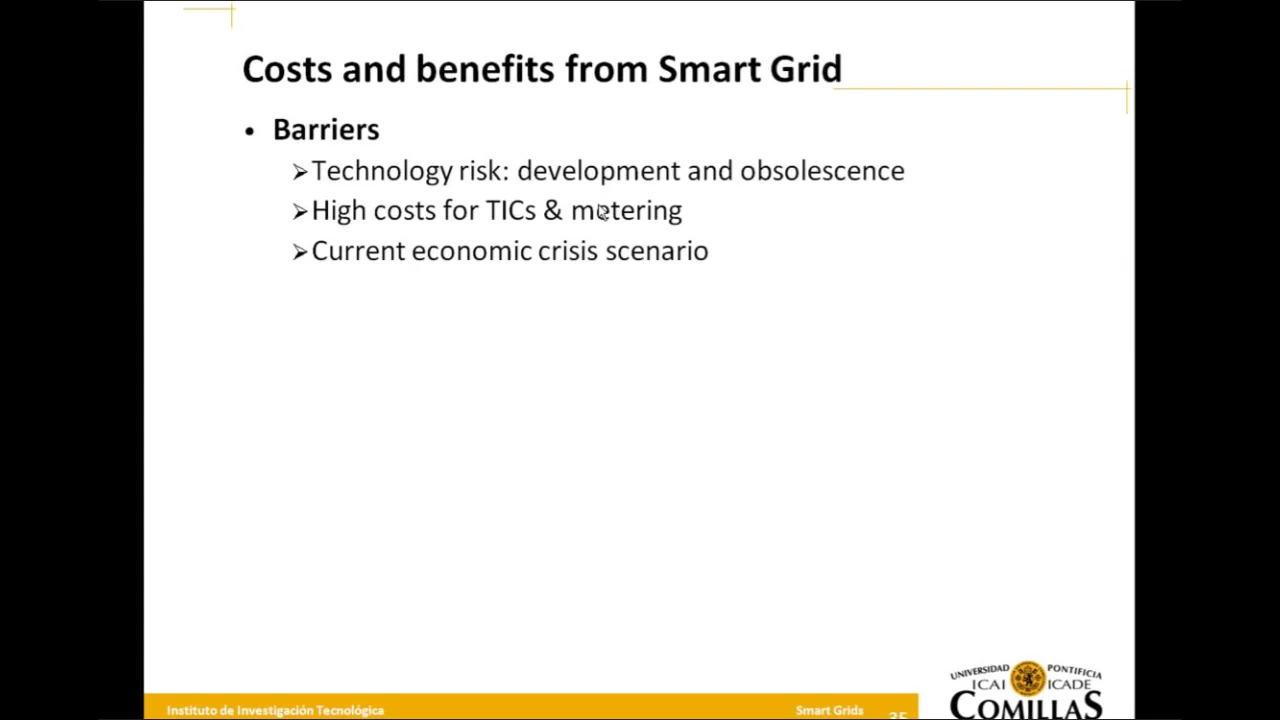 Costs and benefits from Smart Grid
• Barriers
➢Technology risk: development and obsolescence
➢High costs for TICs & metering
➢Current economic crisis scenario
UNIVERSIDAD PONTIFICIA
ICAI ICADE
COMILLAS
Instituto de Investigación Tecnológica Smart Grids 35